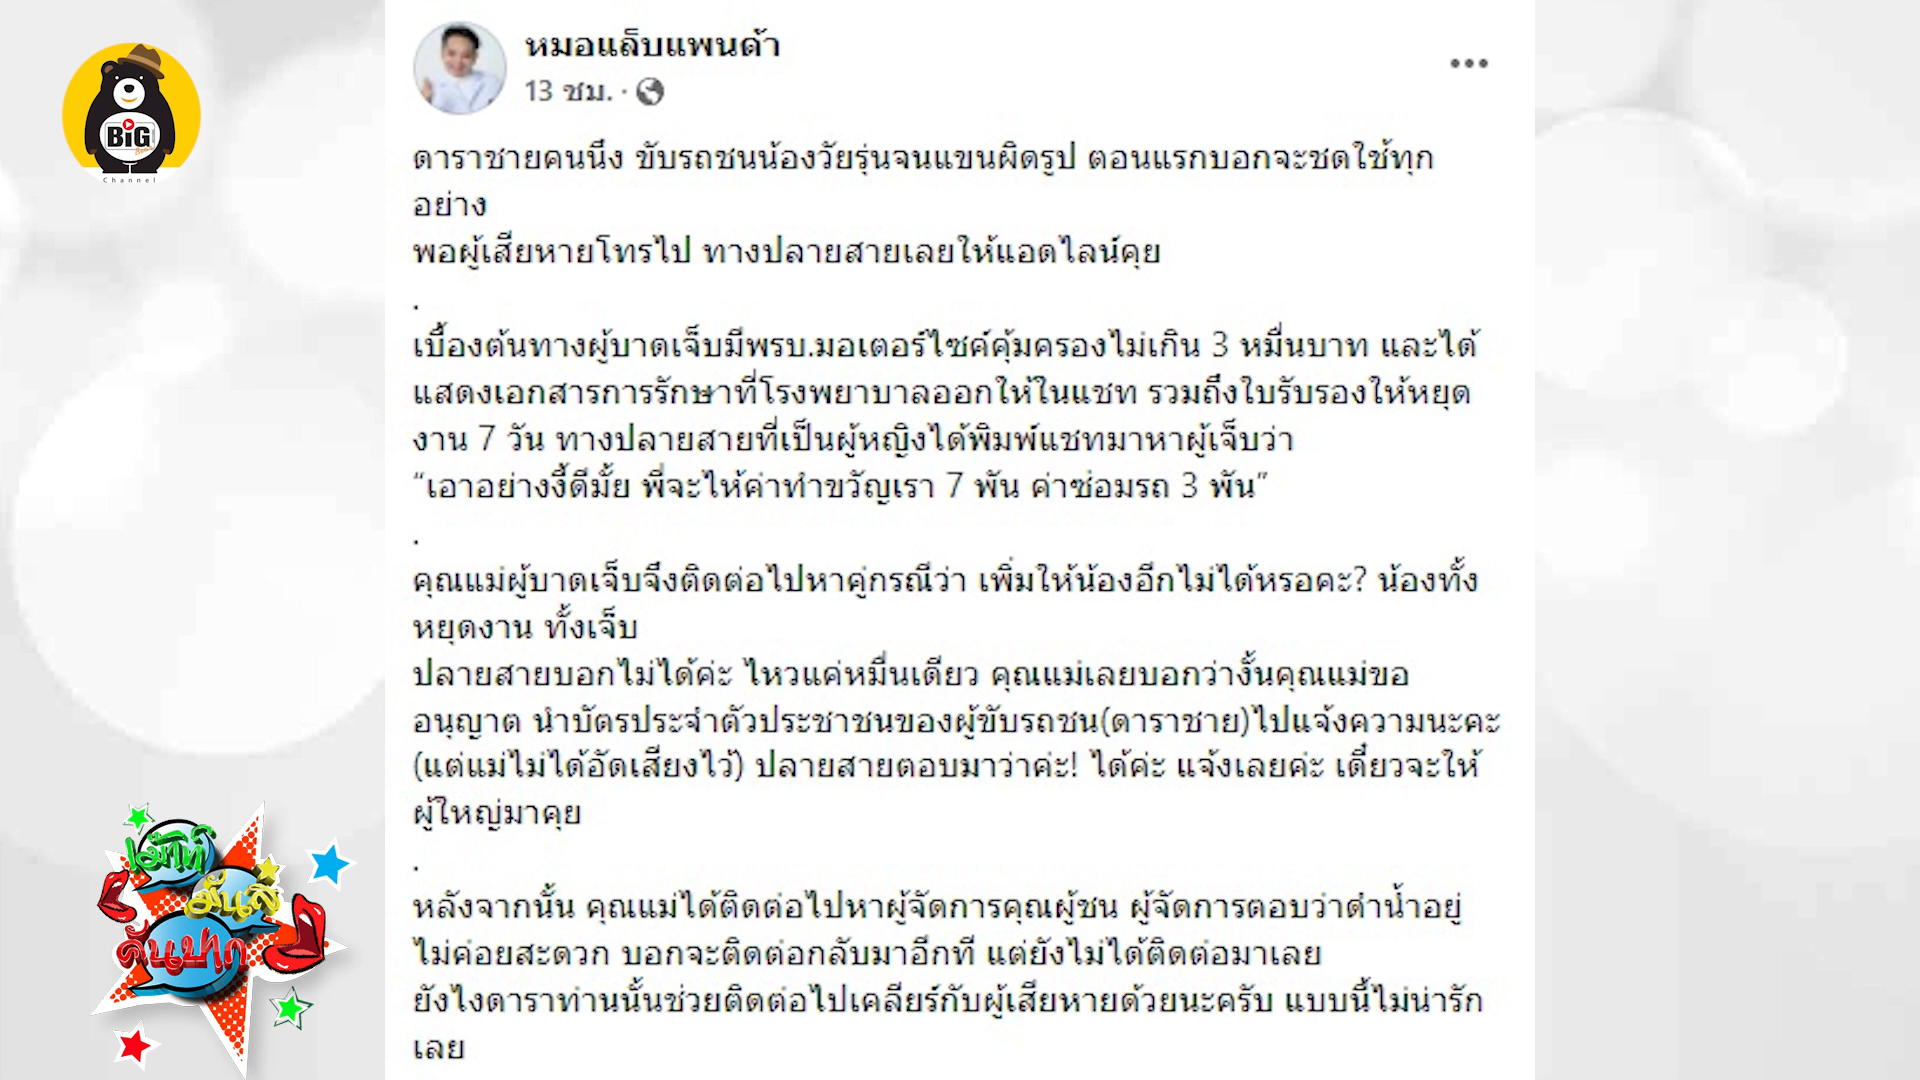 BiG
Channel
หมอแล็บแพนด้า
13 ชม. ·
ดาราชายคนนึง ขับรถชนน้องวัยรุ่นจนแขนผิดรูป ตอนแรกบอกจะชดใช้ทุก
อย่าง
พอผู้เสียหายโทรไป ทางปลายสายเลยให้แอดไลน์คุย
.
เบื้องต้นทางผู้บาดเจ็บมีพรบ.มอเตอร์ไซค์คุ้มครองไม่เกิน 3 หมื่นบาท และได้
แสดงเอกสารการรักษาที่โรงพยาบาลออกให้ในแชท รวมถึงใบรับรองให้หยุด
งาน 7 วัน ทางปลายสายที่เป็นผู้หญิงได้พิมพ์แชทมาหาผู้เจ็บว่า
“เอาอย่างงี้ดีมั้ย พี่จะให้ค่าทำขวัญเรา 7 พัน ค่าซ่อมรถ 3 พัน”
.
คุณแม่ผู้บาดเจ็บจึงติดต่อไปหาคู่กรณีว่า เพิ่มให้น้องอีกไม่ได้หรอคะ? น้องทั้ง
หยุดงาน ทั้งเจ็บ
ปลายสายบอกไม่ได้ค่ะ ไหวแค่หมื่นเดียว คุณแม่เลยบอกว่างั้นคุณแม่ขอ
อนุญาต นำบัตรประจำตัวประชาชนของผู้ขับรถชน(ดาราชาย)ไปแจ้งความนะคะ
(แต่แม่ไม่ได้อัดเสียงไว้) ปลายสายตอบมาว่าค่ะ! ได้ค่ะ แจ้งเลยค่ะ เดี๋ยวจะให้
ผู้ใหญ่มาคุย
.
หลังจากนั้น คุณแม่ได้ติดต่อไปหาผู้จัดการคุณผู้ชน ผู้จัดการตอบว่าดำน้ำอยู่
ไม่ค่อยสะดวก บอกจะติดต่อกลับมาอีกที แต่ยังไม่ได้ติดต่อมาเลย
ยังไงดาราท่านนั้นช่วยติดต่อไปเคลียร์กับผู้เสียหายด้วยนะครับ แบบนี้ไม่น่ารัก
เลย
เม้าท์
มันส์
คันปาก